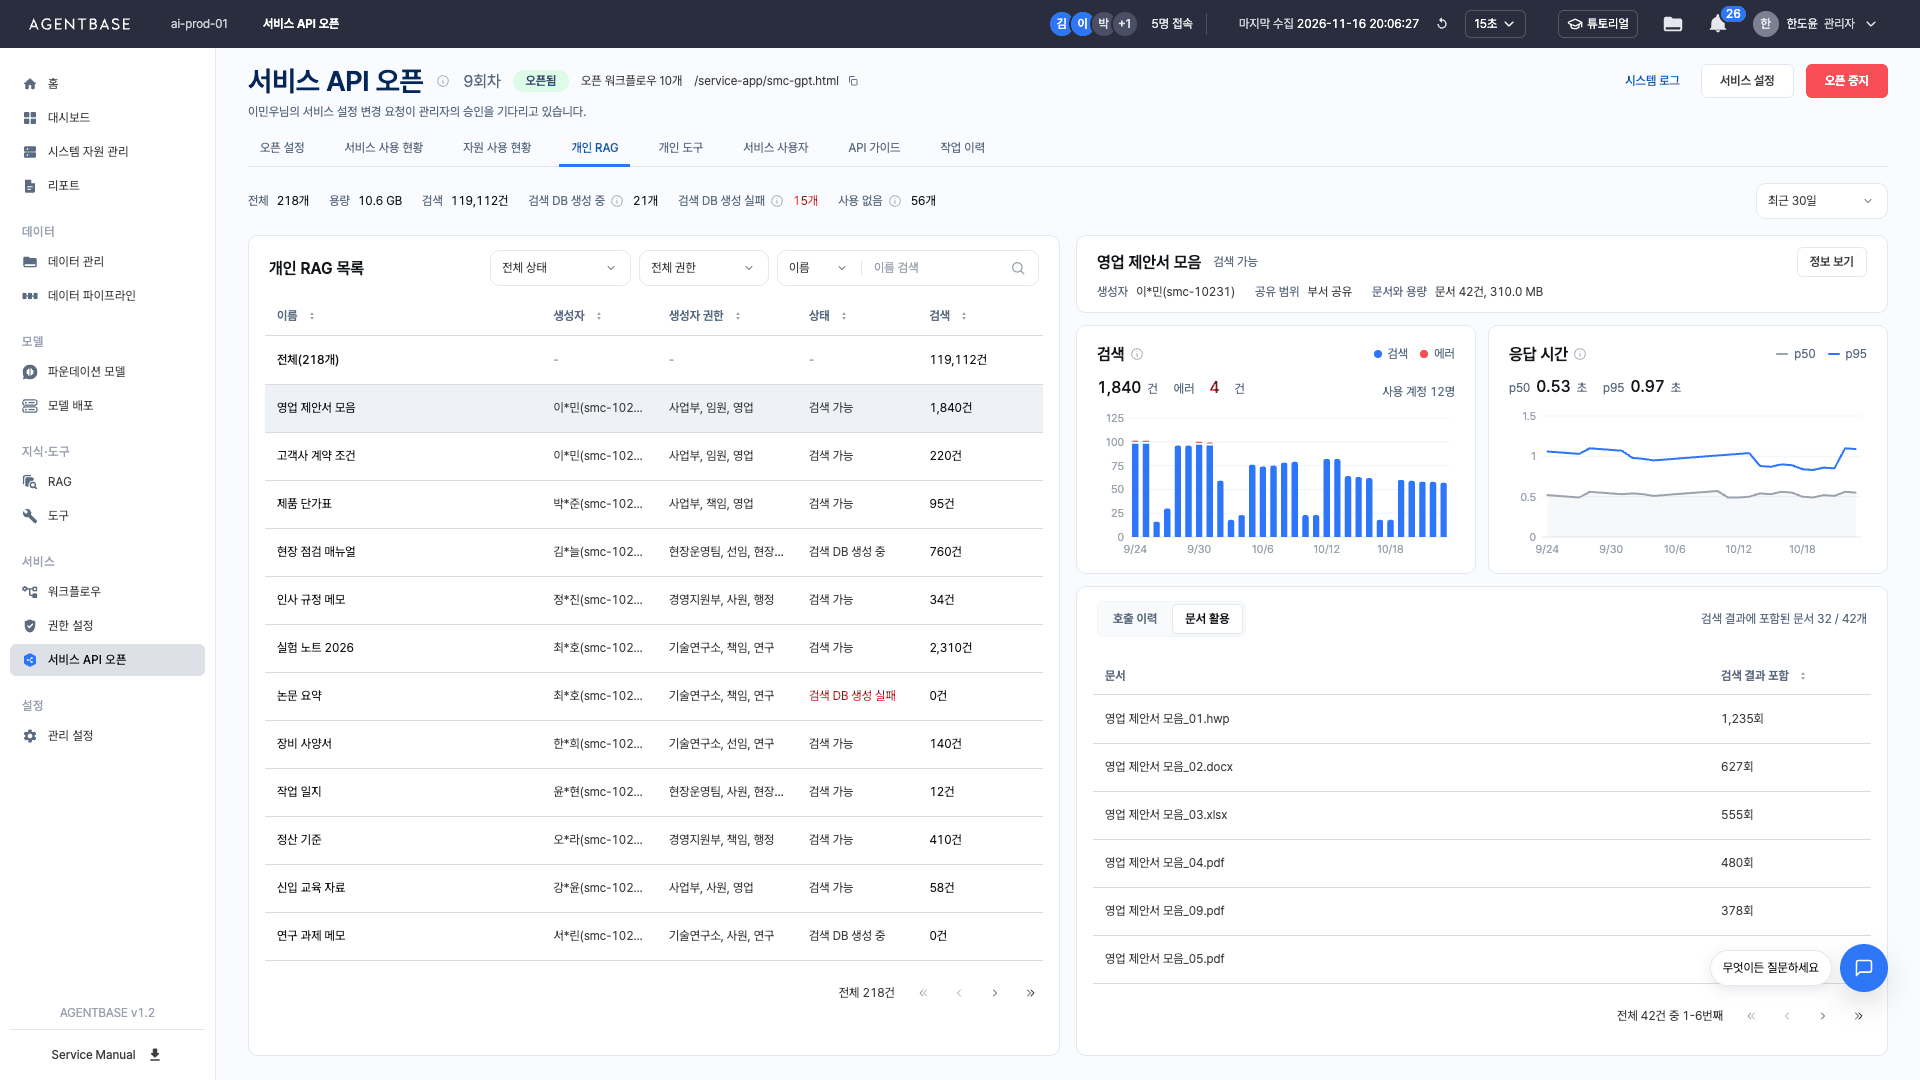 AGENTBASE
ai-prod-01
서비스 API 오픈
김 이 박 +1 5명 접속
마지막 수집 2026-11-16 20:06:27
15초
튜토리얼
26
한 한도윤 관리자
홈
대시보드
시스템 자원 관리
리포트
데이터
데이터 관리
데이터 파이프라인
모델
파운데이션 모델
모델 배포
지식·도구
RAG
도구
서비스
워크플로우
권한 설정
서비스 API 오픈
설정
관리 설정
AGENTBASE v1.2
Service Manual
서비스 API 오픈 9회차 오픈됨 오픈 워크플로우 10개 /service-app/smc-gpt.html
시스템 로그 서비스 설정 오픈 중지
이민우님의 서비스 설정 변경 요청이 관리자의 승인을 기다리고 있습니다.
오픈 설정 서비스 사용 현황 자원 사용 현황 개인 RAG 개인 도구 서비스 사용자 API 가이드 작업 이력
전체 218개 용량 10.6 GB 검색 119,112건 검색 DB 생성 중 21개 검색 DB 생성 실패 15개 사용 없음 56개
최근 30일
개인 RAG 목록 전체 상태 전체 권한 이름 이름 검색
이름 생성자 생성자 권한 상태 검색
전체(218개) - - - 119,112건
영업 제안서 모음 이*민(smc-102... 사업부, 임원, 영업 검색 가능 1,840건
고객사 계약 조건 이*민(smc-102... 사업부, 임원, 영업 검색 가능 220건
제품 단가표 박*준(smc-102... 사업부, 책임, 영업 검색 가능 95건
현장 점검 매뉴얼 김*늘(smc-102... 현장운영팀, 선임, 현장... 검색 DB 생성 중 760건
인사 규정 메모 정*진(smc-102... 경영지원부, 사원, 행정 검색 가능 34건
실험 노트 2026 최*호(smc-102... 기술연구소, 책임, 연구 검색 가능 2,310건
논문 요약 최*호(smc-102... 기술연구소, 책임, 연구 검색 DB 생성 실패 0건
장비 사양서 한*희(smc-102... 기술연구소, 선임, 연구 검색 가능 140건
작업 일지 윤*현(smc-102... 현장운영팀, 사원, 현장... 검색 가능 12건
정산 기준 오*라(smc-102... 경영지원부, 책임, 행정 검색 가능 410건
신입 교육 자료 강*윤(smc-102... 사업부, 사원, 영업 검색 가능 58건
연구 과제 메모 서*린(smc-102... 기술연구소, 사원, 연구 검색 DB 생성 중 0건
전체 218건
영업 제안서 모음 검색 가능
정보 보기
생성자 이*민(smc-10231) 공유 범위 부서 공유 문서와 용량 문서 42건, 310.0 MB
검색 검색 에러
1,840 건 에러 4 건 사용 계정 12명
125
100
75
50
25
0
9/24 9/30 10/6 10/12 10/18
응답 시간 p50 p95
p50 0.53 초 p95 0.97 초
1.5
1
0.5
0
9/24 9/30 10/6 10/12 10/18
호출 이력 문서 활용 검색 결과에 포함된 문서 32 / 42개
문서 검색 결과 포함
영업 제안서 모음_01.hwp 1,235회
영업 제안서 모음_02.docx 627회
영업 제안서 모음_03.xlsx 555회
영업 제안서 모음_04.pdf 480회
영업 제안서 모음_09.pdf 378회
영업 제안서 모음_05.pdf
무엇이든 질문하세요
전체 42건 중 1-6번째